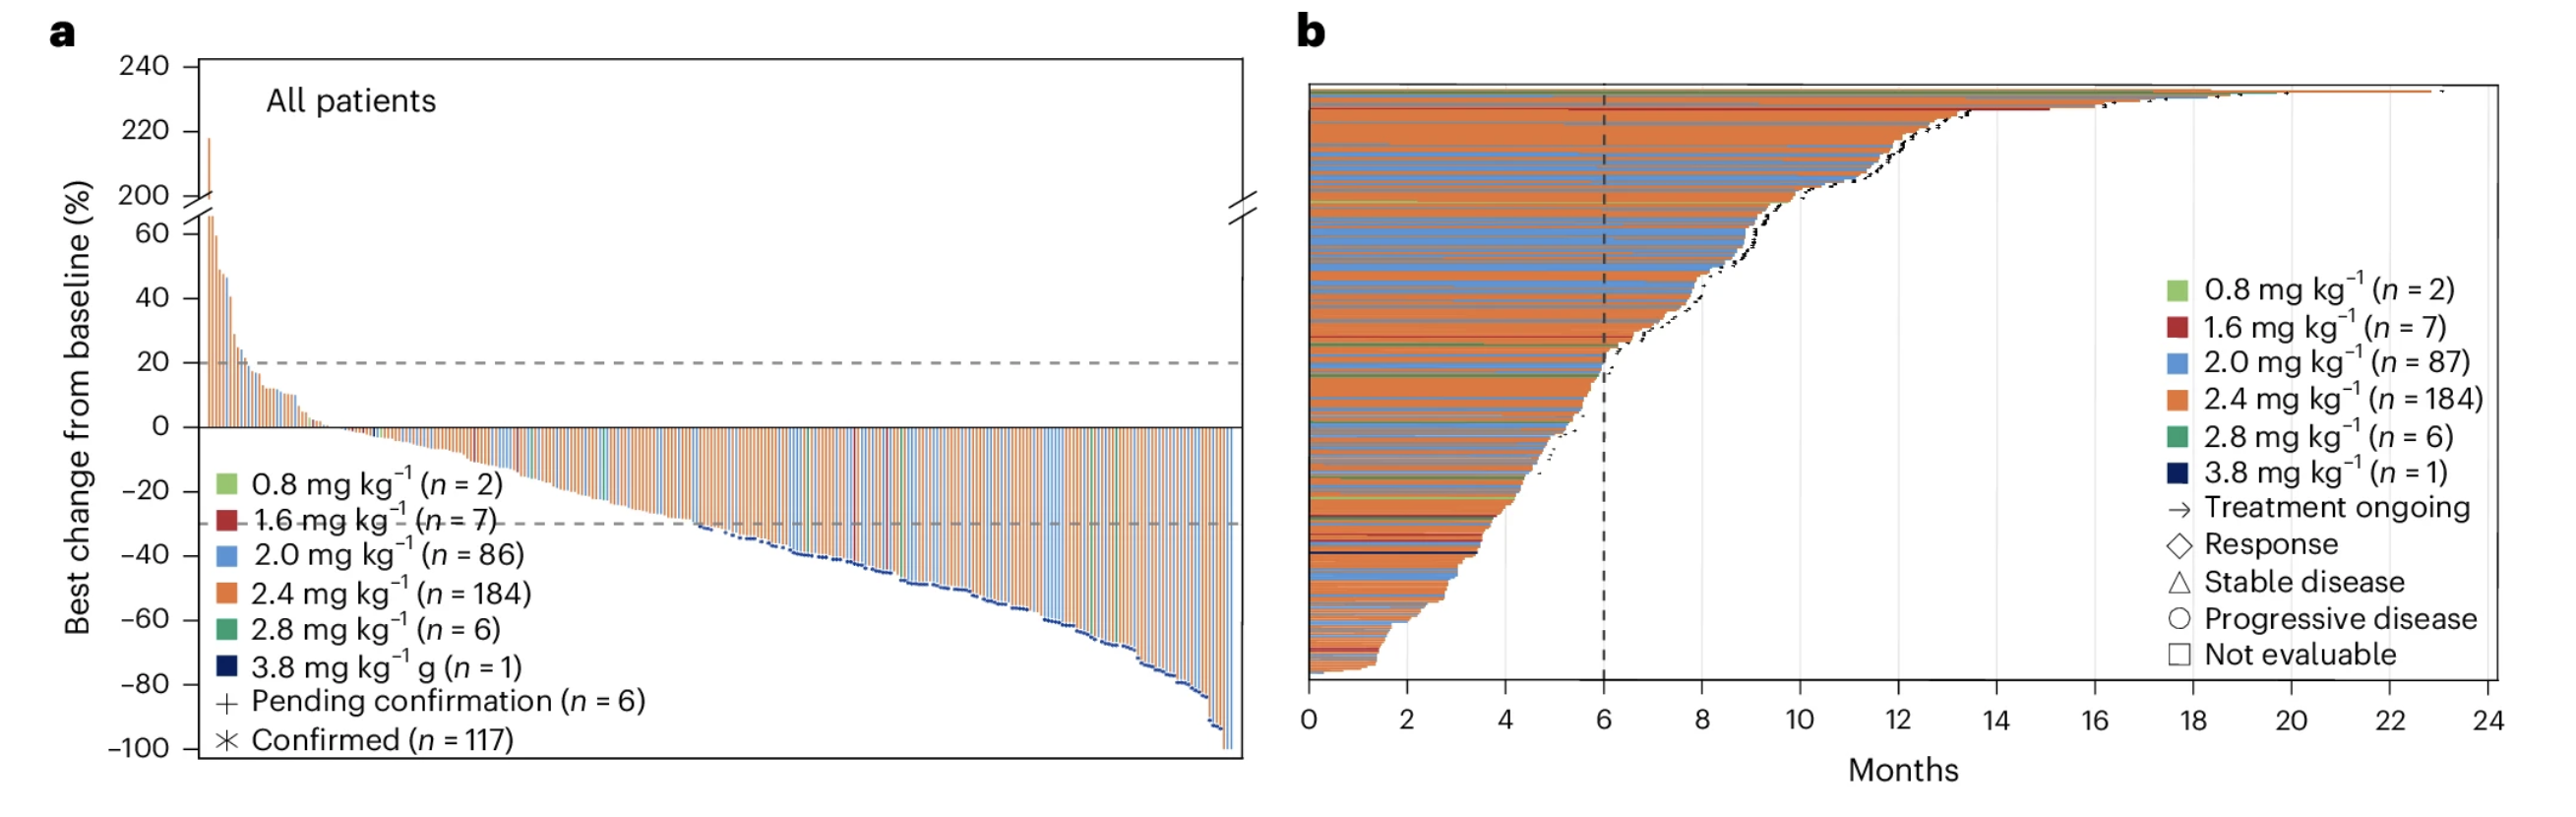 a
240
220
200
60
40
20
0
−20
−40
−60
−80
−100
Best change from baseline (%)
All patients
0.8 mg kg⁻¹ (n = 2)
1.6 mg kg⁻¹ (n = 7)
2.0 mg kg⁻¹ (n = 86)
2.4 mg kg⁻¹ (n = 184)
2.8 mg kg⁻¹ (n = 6)
3.8 mg kg⁻¹ g (n = 1)
Pending confirmation (n = 6)
Confirmed (n = 117)
b
0.8 mg kg⁻¹ (n = 2)
1.6 mg kg⁻¹ (n = 7)
2.0 mg kg⁻¹ (n = 87)
2.4 mg kg⁻¹ (n = 184)
2.8 mg kg⁻¹ (n = 6)
3.8 mg kg⁻¹ (n = 1)
Treatment ongoing
Response
Stable disease
Progressive disease
Not evaluable
0 2 4 6 8 10 12 14 16 18 20 22 24
Months